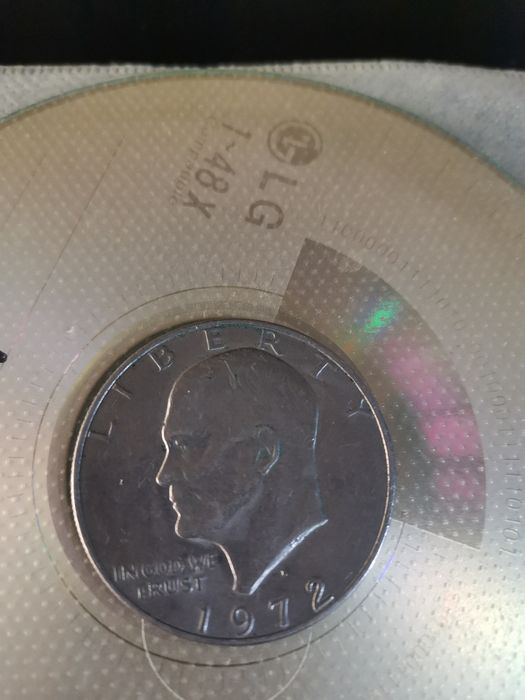 LG
1~48X
LIBERTY
IN GOD WE
TRUST
1972